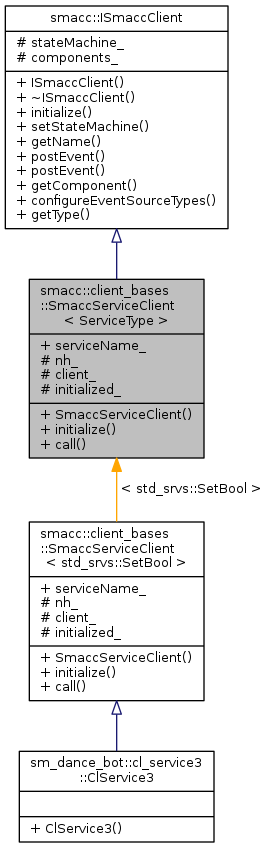 smacc::ISmaccClient
# stateMachine_
# components_
+ ISmaccClient()
+ ~ISmaccClient()
+ initialize()
+ setStateMachine()
+ getName()
+ postEvent()
+ postEvent()
+ getComponent()
+ configureEventSourceTypes()
+ getType()
smacc::client_bases
::SmaccServiceClient
< ServiceType >
+ serviceName_
# nh_
# client_
# initialized_
+ SmaccServiceClient()
+ initialize()
+ call()
< std_srvs::SetBool >
smacc::client_bases
::SmaccServiceClient
< std_srvs::SetBool >
+ serviceName_
# nh_
# client_
# initialized_
+ SmaccServiceClient()
+ initialize()
+ call()
sm_dance_bot::cl_service3
::ClService3
+ ClService3()